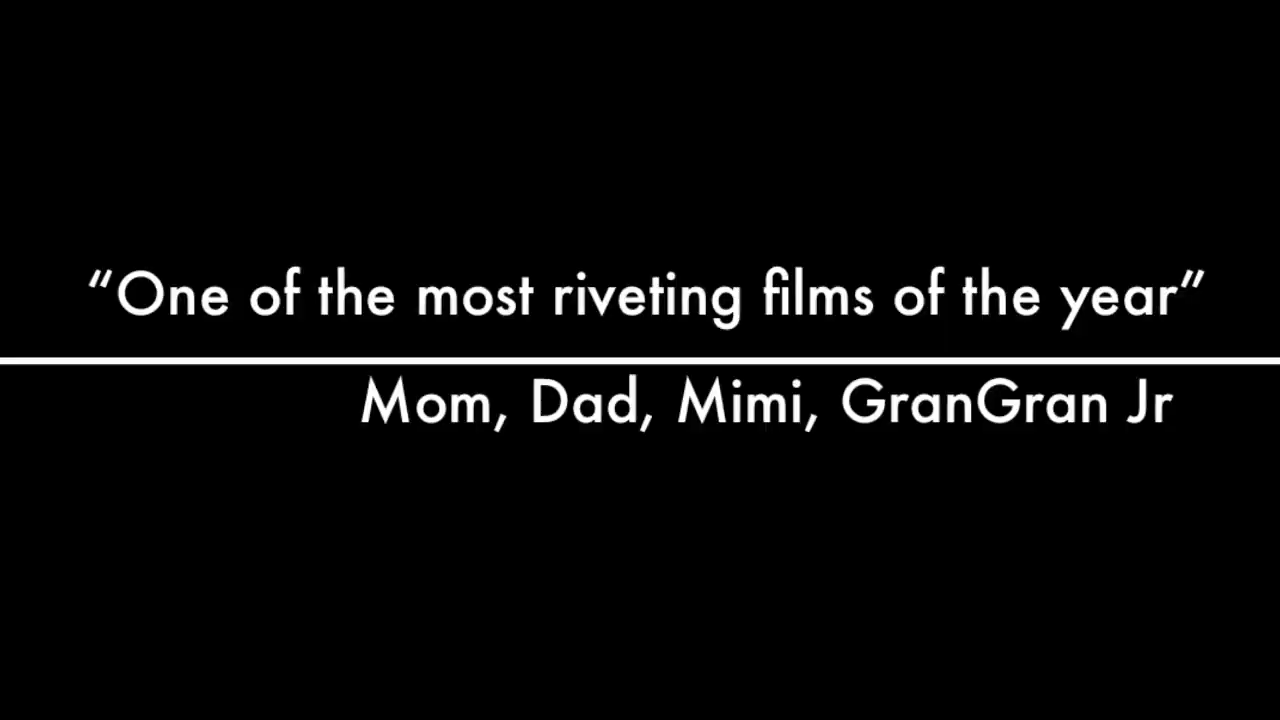 “One of the most riveting films of the year”
Mom, Dad, Mimi, GranGran Jr